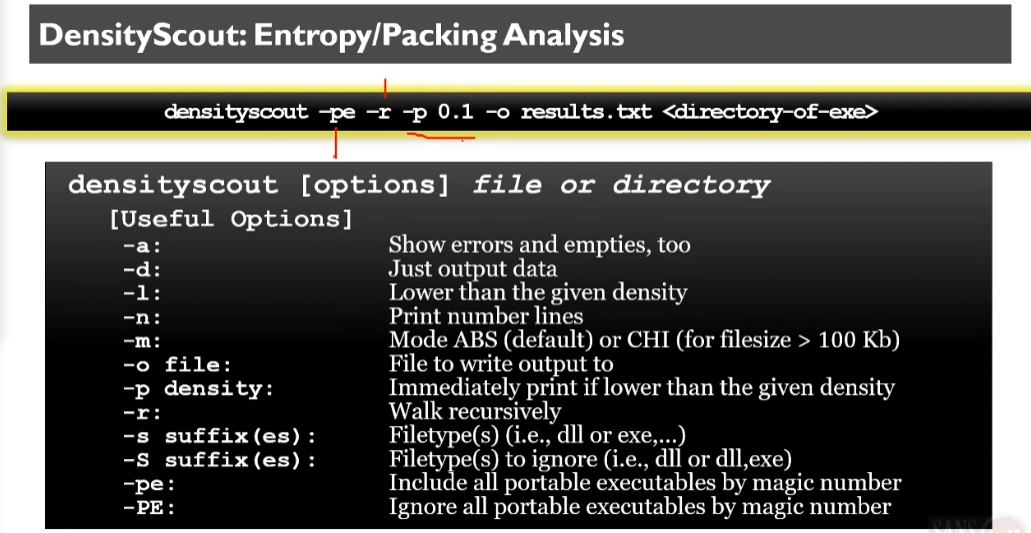 DensityScout: Entropy/Packing Analysis
densityscout –pe –r -p 0.1 -o results.txt <directory-of-exe>
densityscout [options] file or directory
[Useful Options]
-a: Show errors and empties, too
-d: Just output data
-l: Lower than the given density
-n: Print number lines
-m: Mode ABS (default) or CHI (for filesize > 100 Kb)
-o file: File to write output to
-p density: Immediately print if lower than the given density
-r: Walk recursively
-s suffix(es): Filetype(s) (i.e., dll or exe,...)
-S suffix(es): Filetype(s) to ignore (i.e., dll or dll,exe)
-pe: Include all portable executables by magic number
-PE: Ignore all portable executables by magic number
SANS